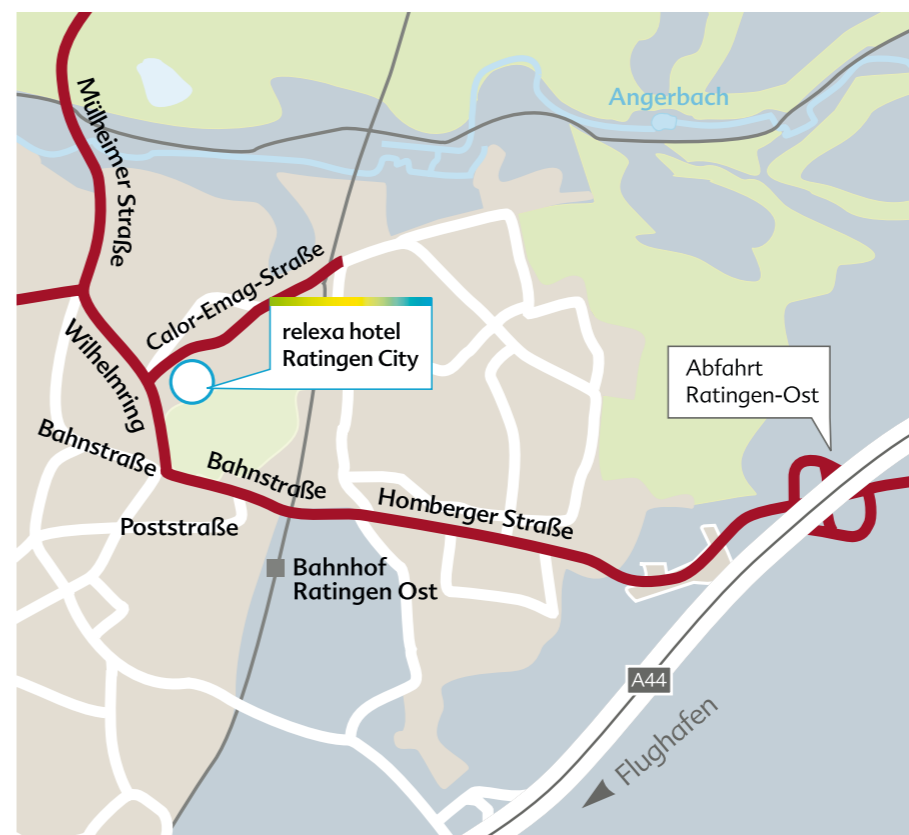 Angerbach
Mülheimer Straße
Calor-Emag-Straße
relexa hotel
Ratingen City
Wilhelmring
Abfahrt
Ratingen-Ost
Bahnstraße
Bahnstraße
Homberger Straße
Poststraße
Bahnhof
Ratingen Ost
A44
Flughafen